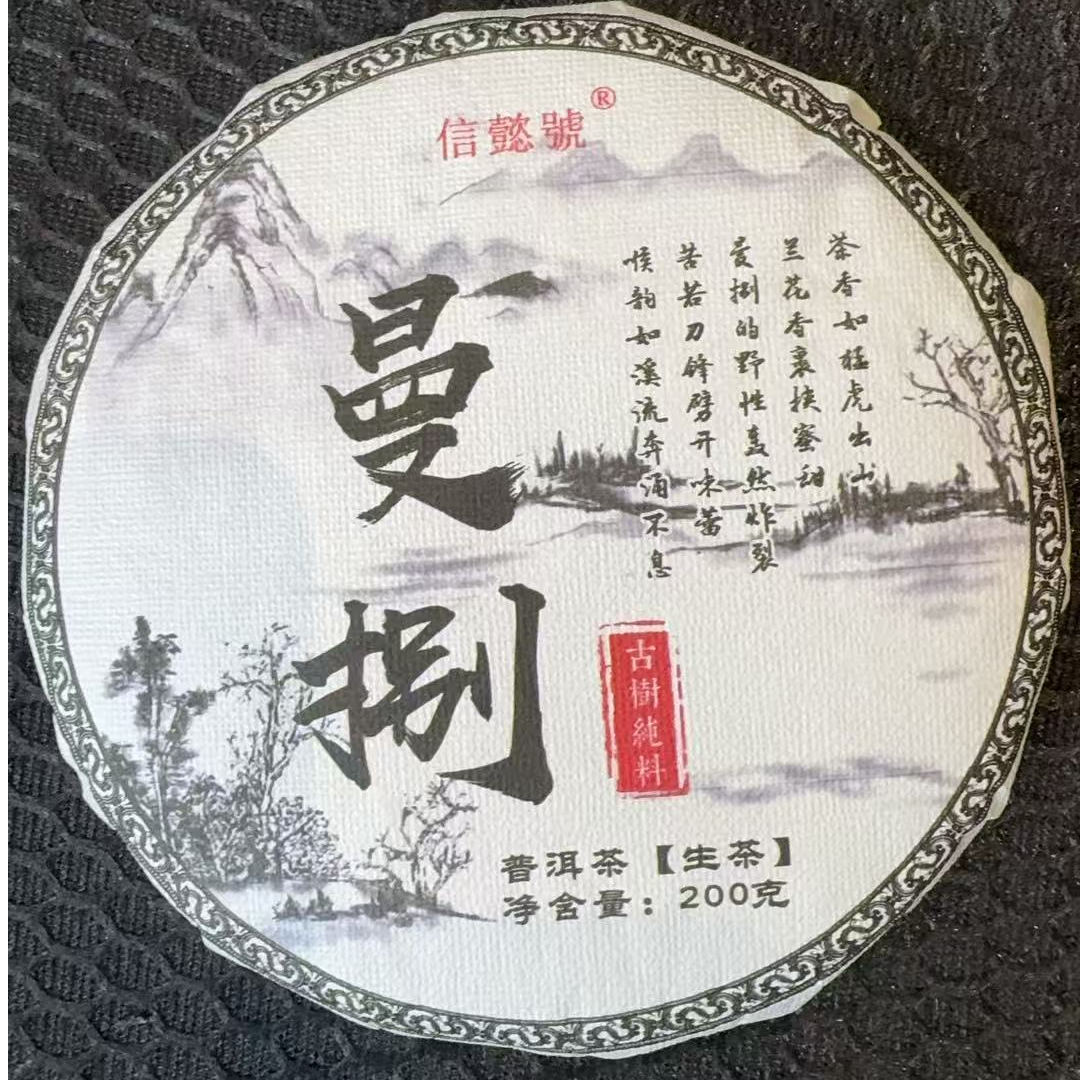 信懿號®
曼捌
茶香如猛虎出山
兰花香裹挟蜜甜
曼捌的野性轰然炸裂
苦若刀锋劈开味蕾
喉韵如溪流奔涌不息
古樹純料
普洱茶【生茶】
净含量：200克